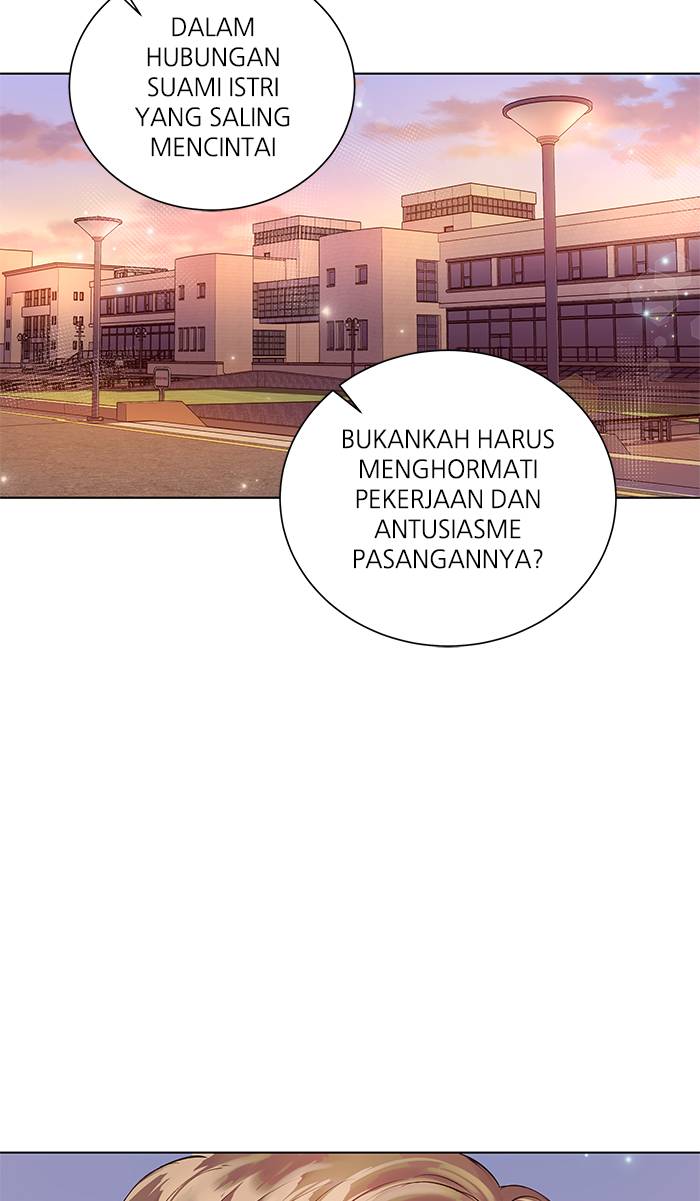 DALAM
HUBUNGAN
SUAMI ISTRI
YANG SALING
MENCINTAI
BUKANKAH HARUS
MENGHORMATI
PEKERJAAN DAN
ANTUSIASME
PASANGANNYA?